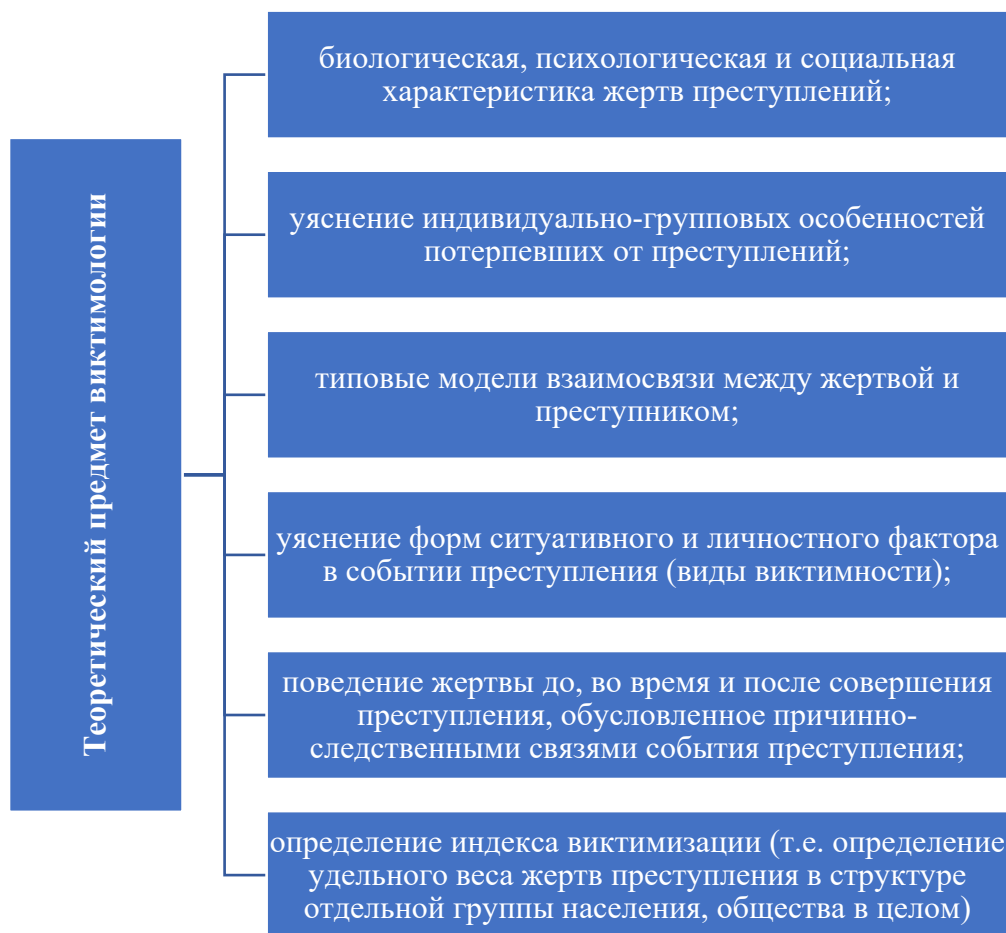 Теоретический предмет виктимологии
биологическая, психологическая и социальная
характеристика жертв преступлений;
уяснение индивидуально-групповых особенностей
потерпевших от преступлений;
типовые модели взаимосвязи между жертвой и
преступником;
уяснение форм ситуативного и личностного фактора
в событии преступления (виды виктимности);
поведение жертвы до, во время и после совершения
преступления, обусловленное причинно-
следственными связями события преступления;
определение индекса виктимизации (т.е. определение
удельного веса жертв преступления в структуре
отдельной группы населения, общества в целом)